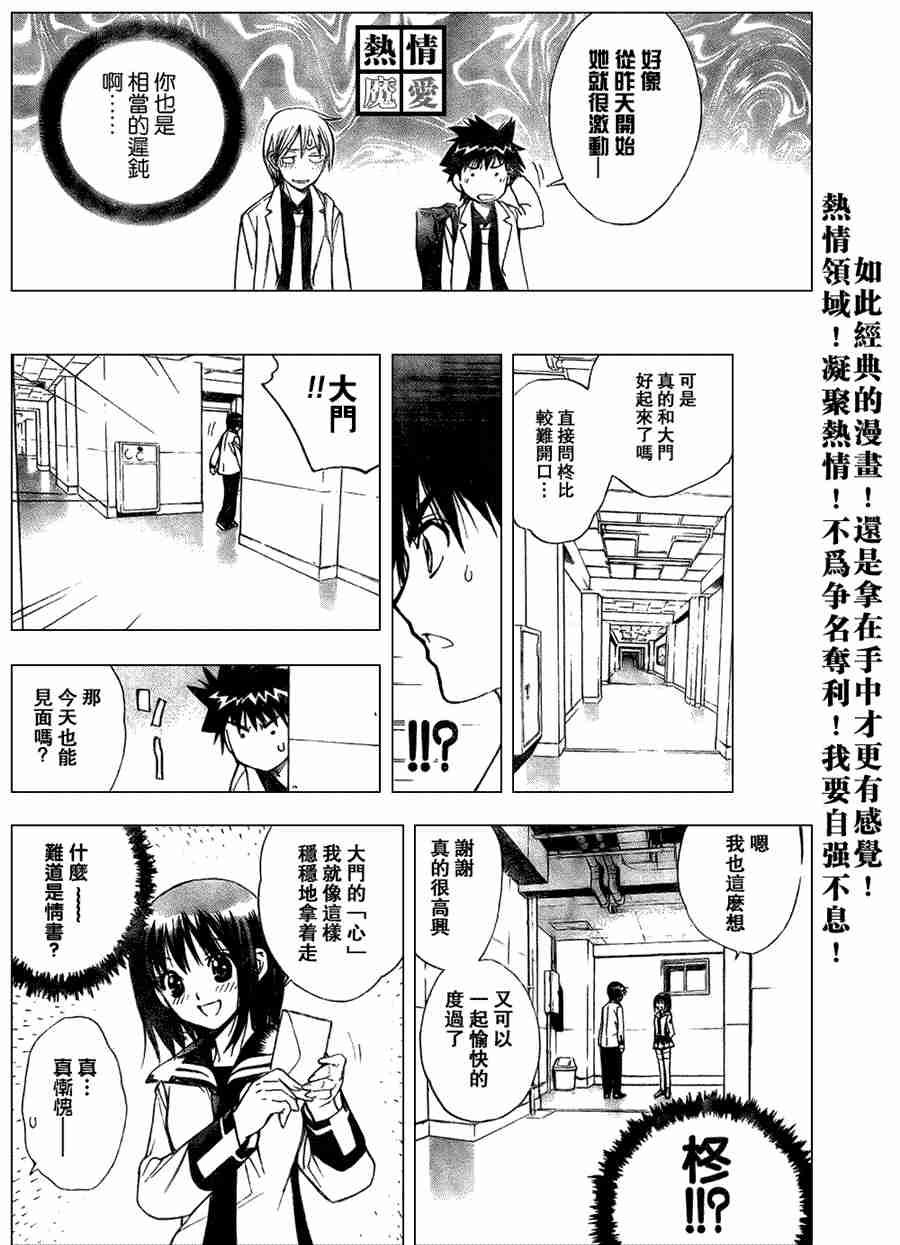 好像
從昨天開始
她就很激動—
熱情
魔愛
你也是
相當的遲鈍
啊……
可是
真的和大門
好起來了嗎
直接問柊比
較難開口…
!!?
大門
!!
那
今天也能
見面嗎?
嗯
我也這麽想
謝謝
真的很高興
又可以
一起愉快的
度過了
柊
!!?
大門的「心」
我就像這樣
穩穩地拿着走
什麼~~~
難道是情書?
真…
真慚愧—
如此經典的漫畫!還是拿在手中才更有感覺!
熱情領域!凝聚熱情!不爲争名奪利!我要自强不息!